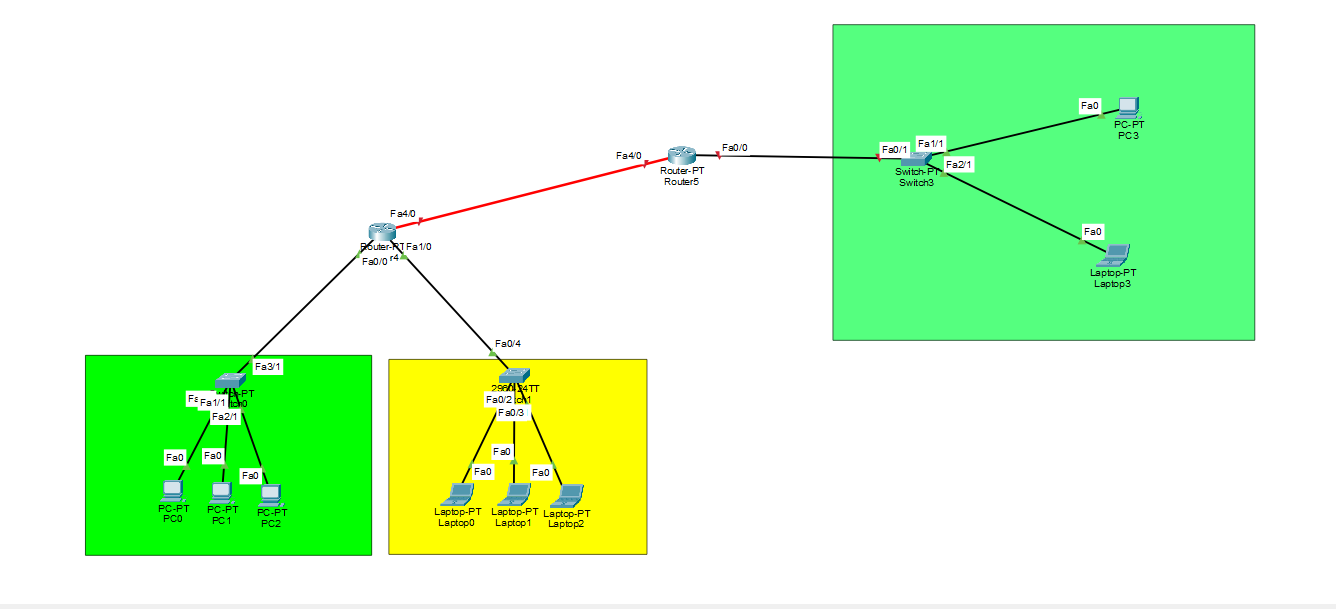 Fa0
PC-PT
PC3
Fa0/1
Fa1/1
Fa2/1
Switch-PT
Switch3
Fa0
Laptop-PT
Laptop3
Fa4/0
Fa0/0
Router-PT
Router5
Fa4/0
Router-PT
Fa1/0
Fa0/0
r4
Fa3/1
Fa1/1
Fa2/1
Fa0
Fa0
Fa0
PC-PT
PC0
PC-PT
PC1
PC-PT
PC2
Fa0/4
Fa0/2
Fa0/3
Fa0
Fa0
Fa0
Laptop-PT
Laptop0
Laptop-PT
Laptop1
Laptop-PT
Laptop2